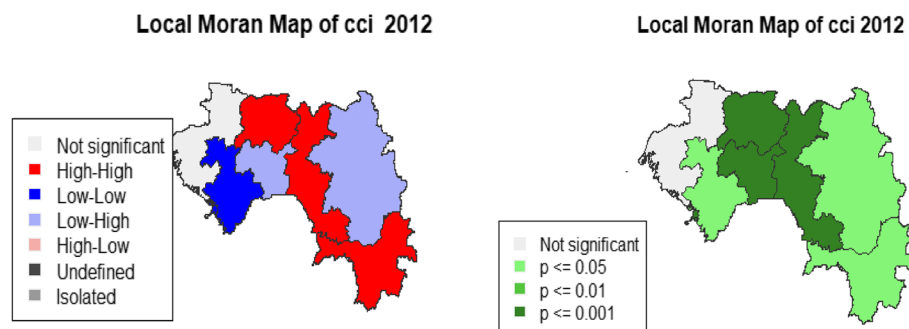 Local Moran Map of cci 2012
Not significant
High-High
Low-Low
Low-High
High-Low
Undefined
Isolated
Local Moran Map of cci 2012
Not significant
p <= 0.05
p <= 0.01
p <= 0.001